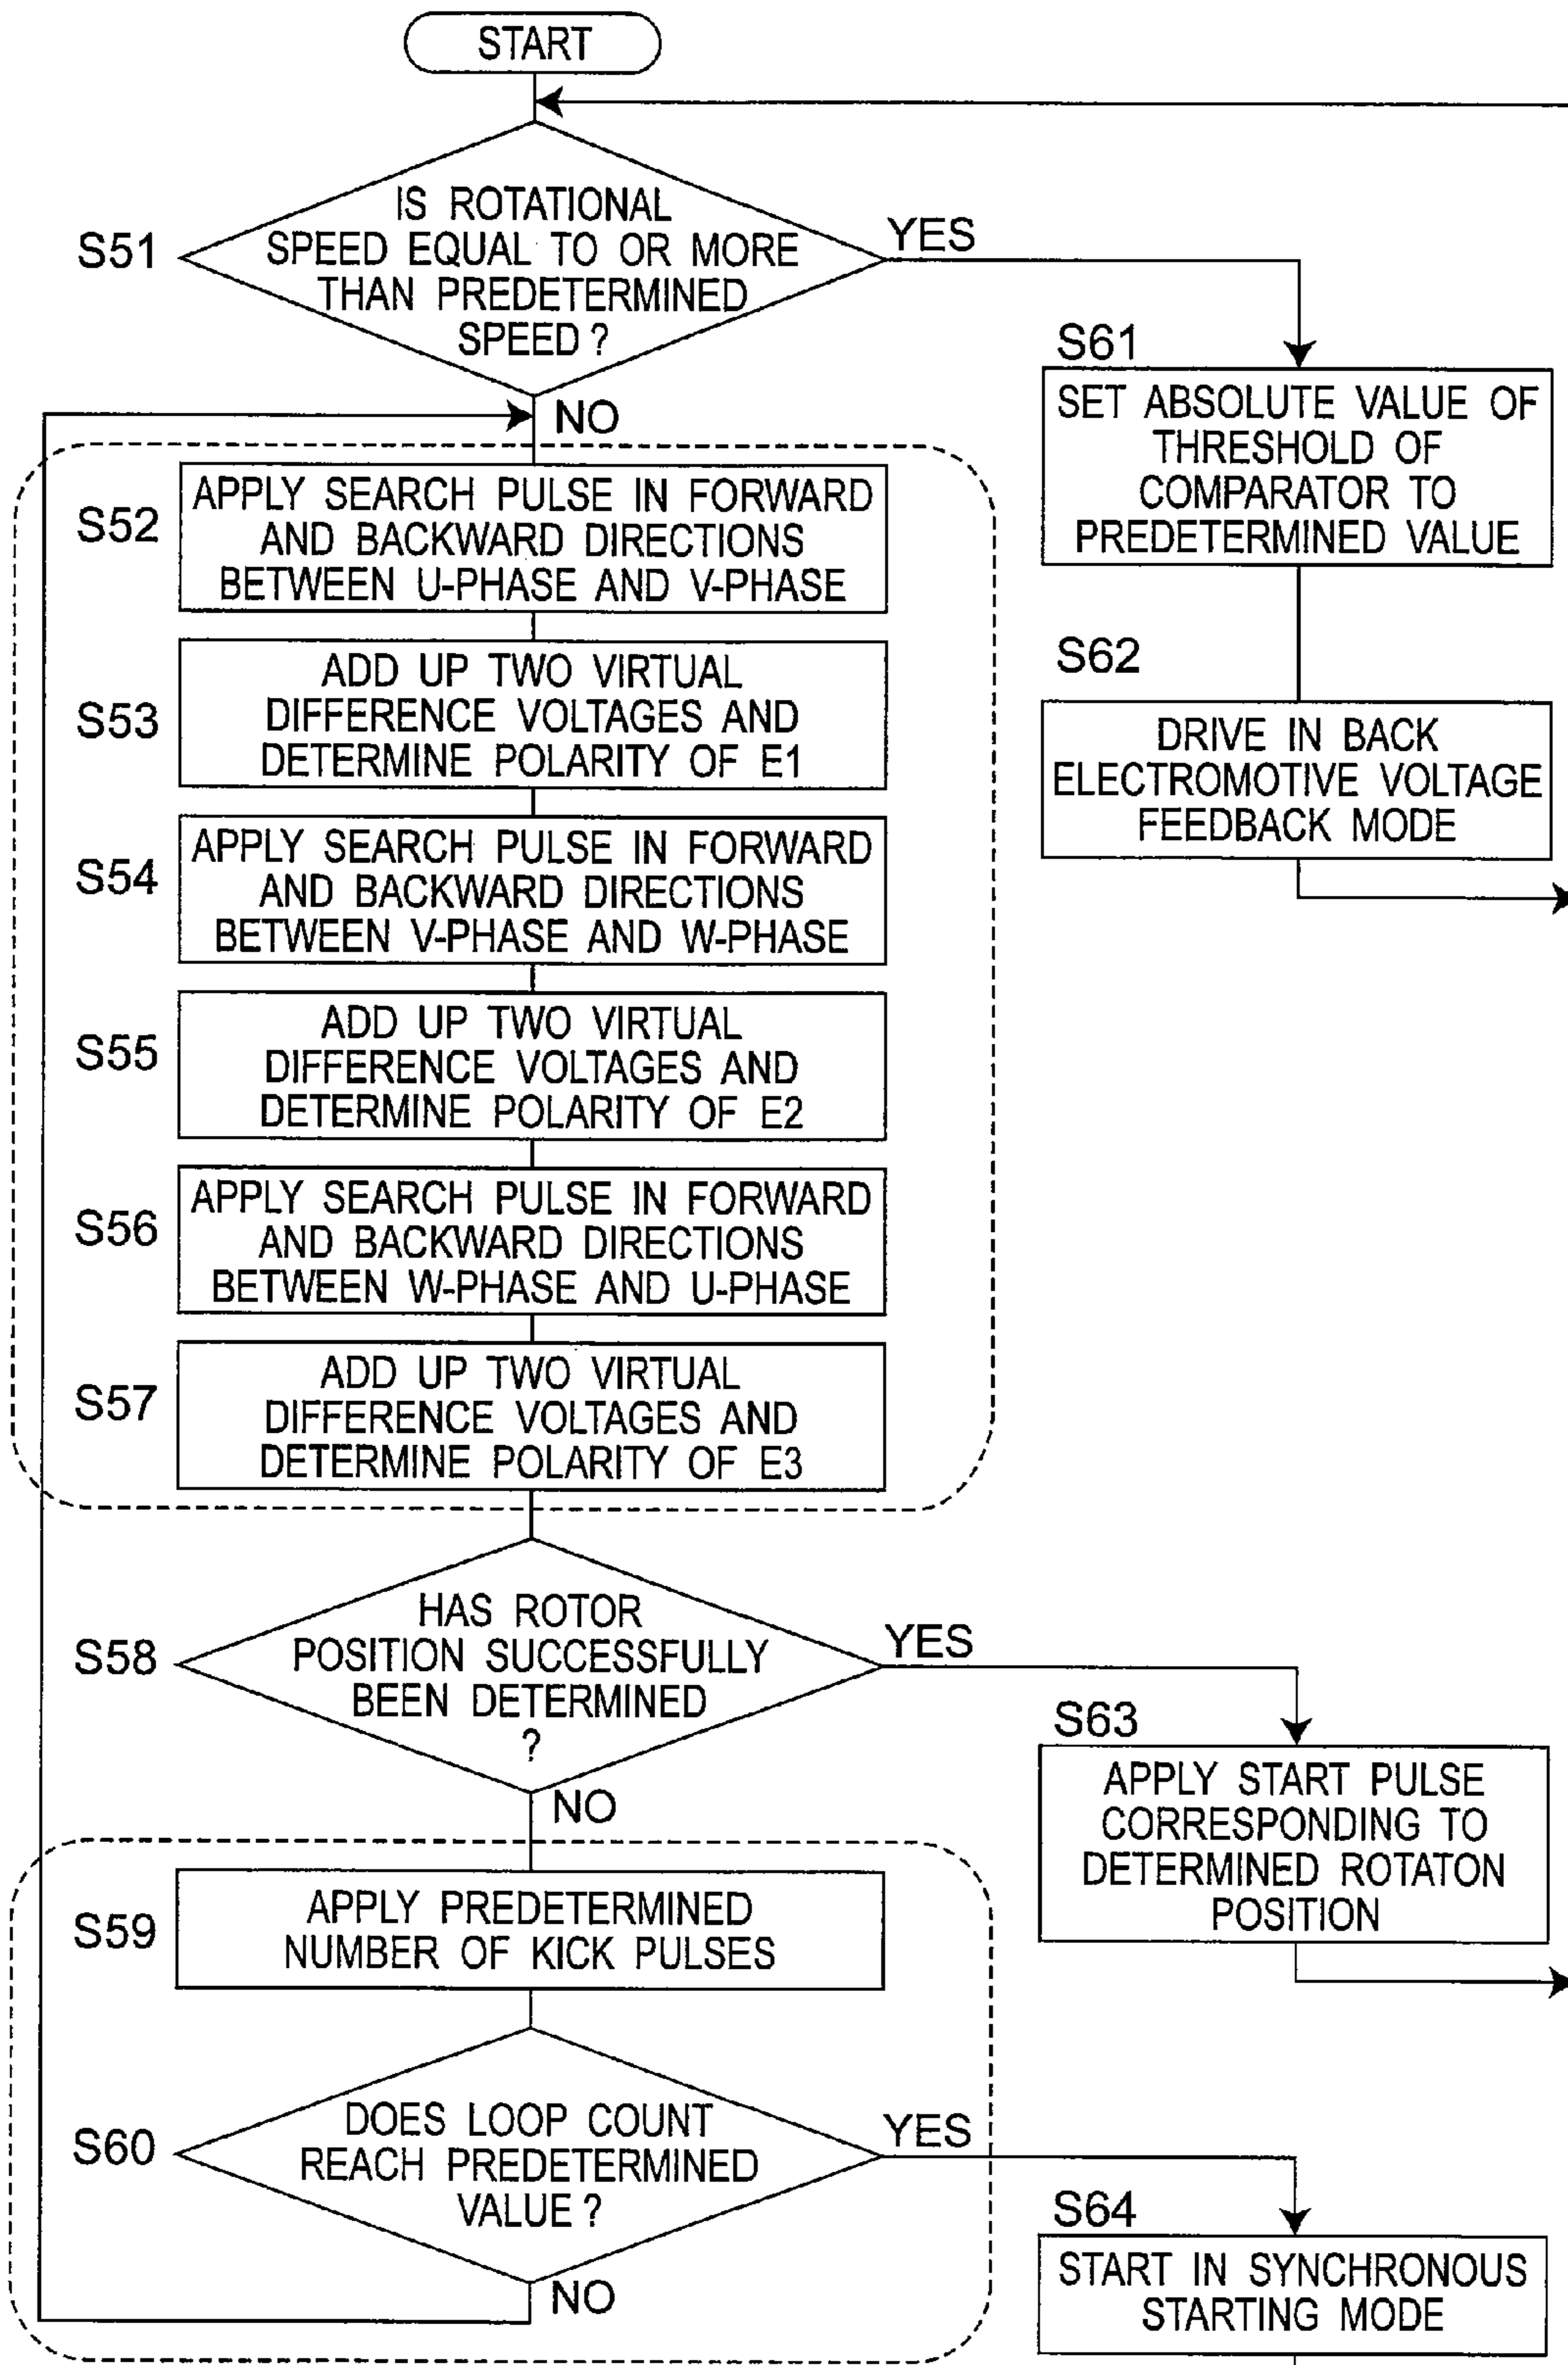 START
S51
IS ROTATIONAL
SPEED EQUAL TO OR MORE
THAN PREDETERMINED
SPEED ?
YES
NO
S61
SET ABSOLUTE VALUE OF
THRESHOLD OF
COMPARATOR TO
PREDETERMINED VALUE
S62
DRIVE IN BACK
ELECTROMOTIVE VOLTAGE
FEEDBACK MODE
S52
APPLY SEARCH PULSE IN FORWARD
AND BACKWARD DIRECTIONS
BETWEEN U-PHASE AND V-PHASE
S53
ADD UP TWO VIRTUAL
DIFFERENCE VOLTAGES AND
DETERMINE POLARITY OF E1
S54
APPLY SEARCH PULSE IN FORWARD
AND BACKWARD DIRECTIONS
BETWEEN V-PHASE AND W-PHASE
S55
ADD UP TWO VIRTUAL
DIFFERENCE VOLTAGES AND
DETERMINE POLARITY OF E2
S56
APPLY SEARCH PULSE IN FORWARD
AND BACKWARD DIRECTIONS
BETWEEN W-PHASE AND U-PHASE
S57
ADD UP TWO VIRTUAL
DIFFERENCE VOLTAGES AND
DETERMINE POLARITY OF E3
S58
HAS ROTOR
POSITION SUCCESSFULLY
BEEN DETERMINED
?
YES
NO
S63
APPLY START PULSE
CORRESPONDING TO
DETERMINED ROTATON
POSITION
S59
APPLY PREDETERMINED
NUMBER OF KICK PULSES
S60
DOES LOOP COUNT
REACH PREDETERMINED
VALUE ?
YES
NO
S64
START IN SYNCHRONOUS
STARTING MODE